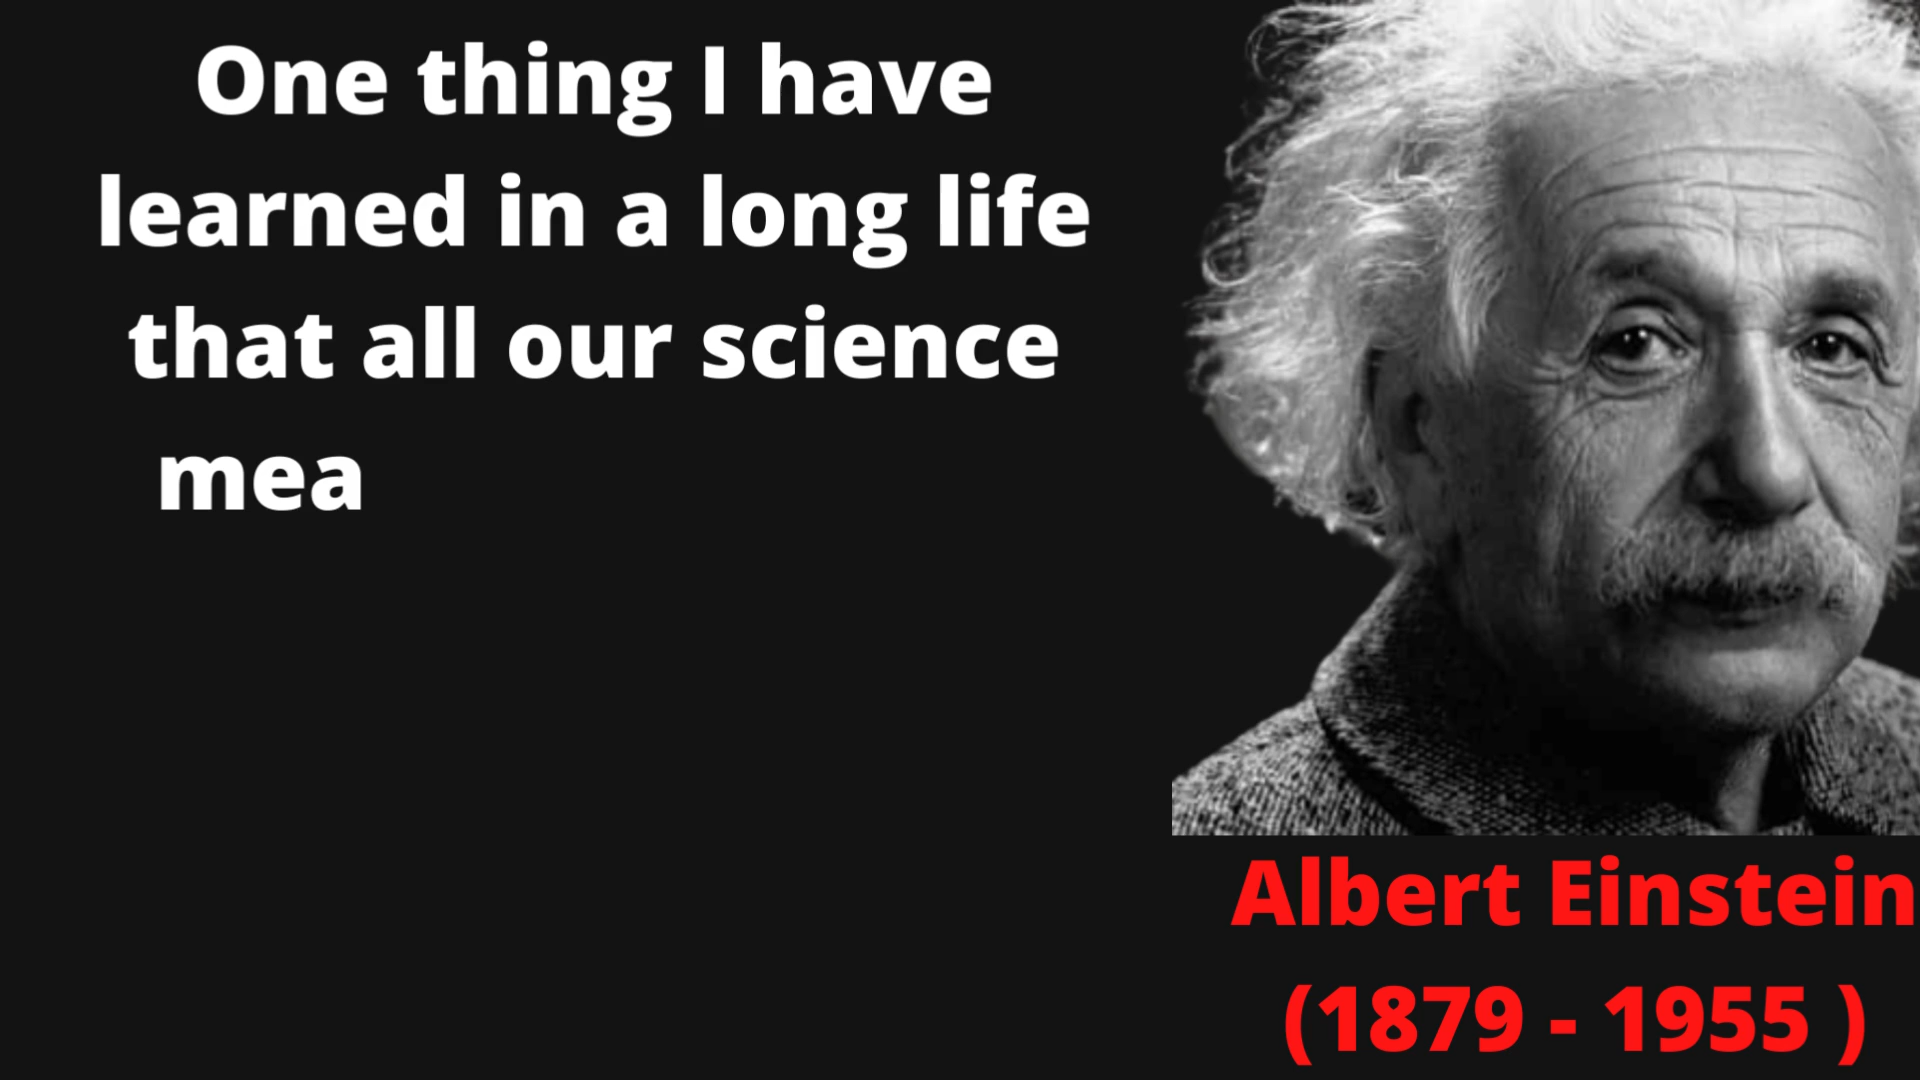 One thing I have
learned in a long life
that all our science
mea
Albert Einstein
(1879 - 1955 )